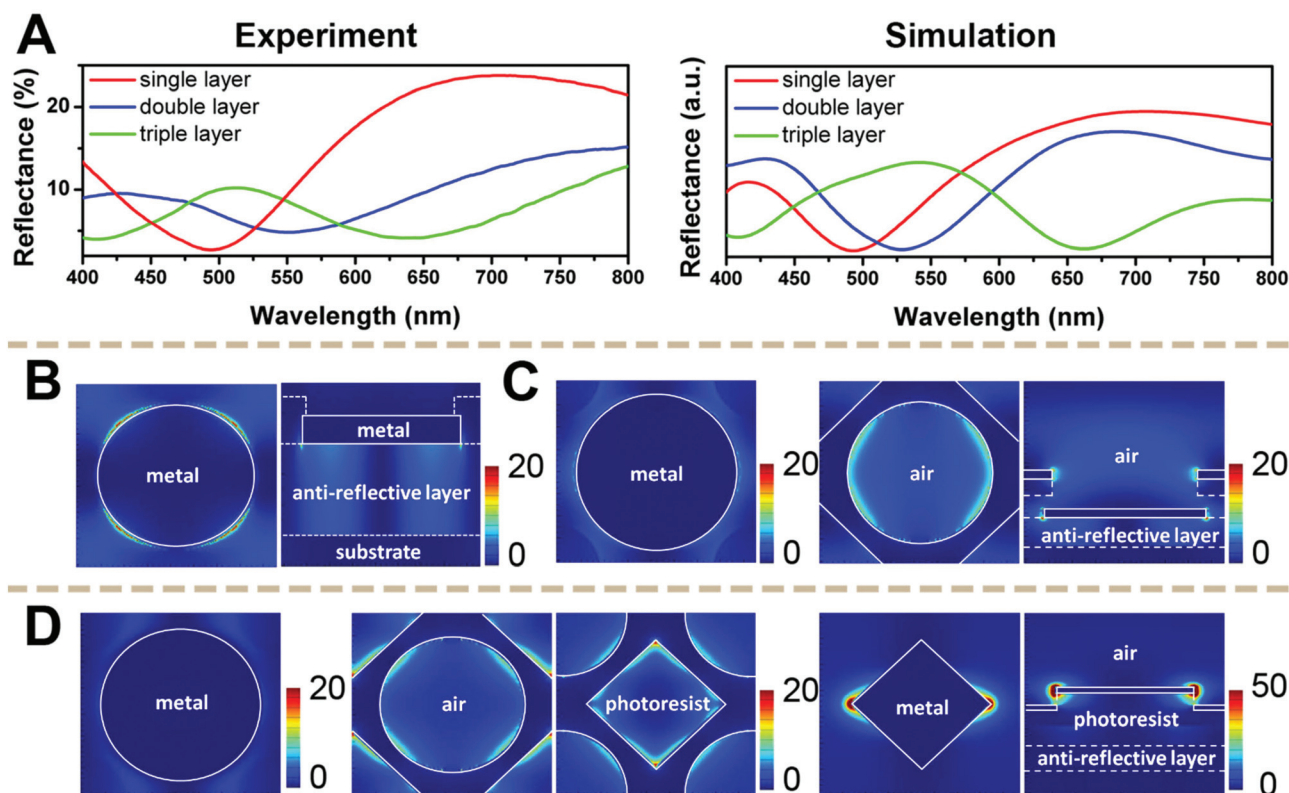 A
Experiment
Simulation
Reflectance (%)
20
10
single layer
double layer
triple layer
400 450 500 550 600 650 700 750 800
Wavelength (nm)
Reflectance (a.u.)
single layer
double layer
triple layer
400 450 500 550 600 650 700 750 800
Wavelength (nm)
B
metal
metal
anti-reflective layer
substrate
20
0
C
metal
20
0
air
air
anti-reflective layer
20
0
D
metal
20
0
air
photoresist
20
0
metal
air
photoresist
anti-reflective layer
50
0